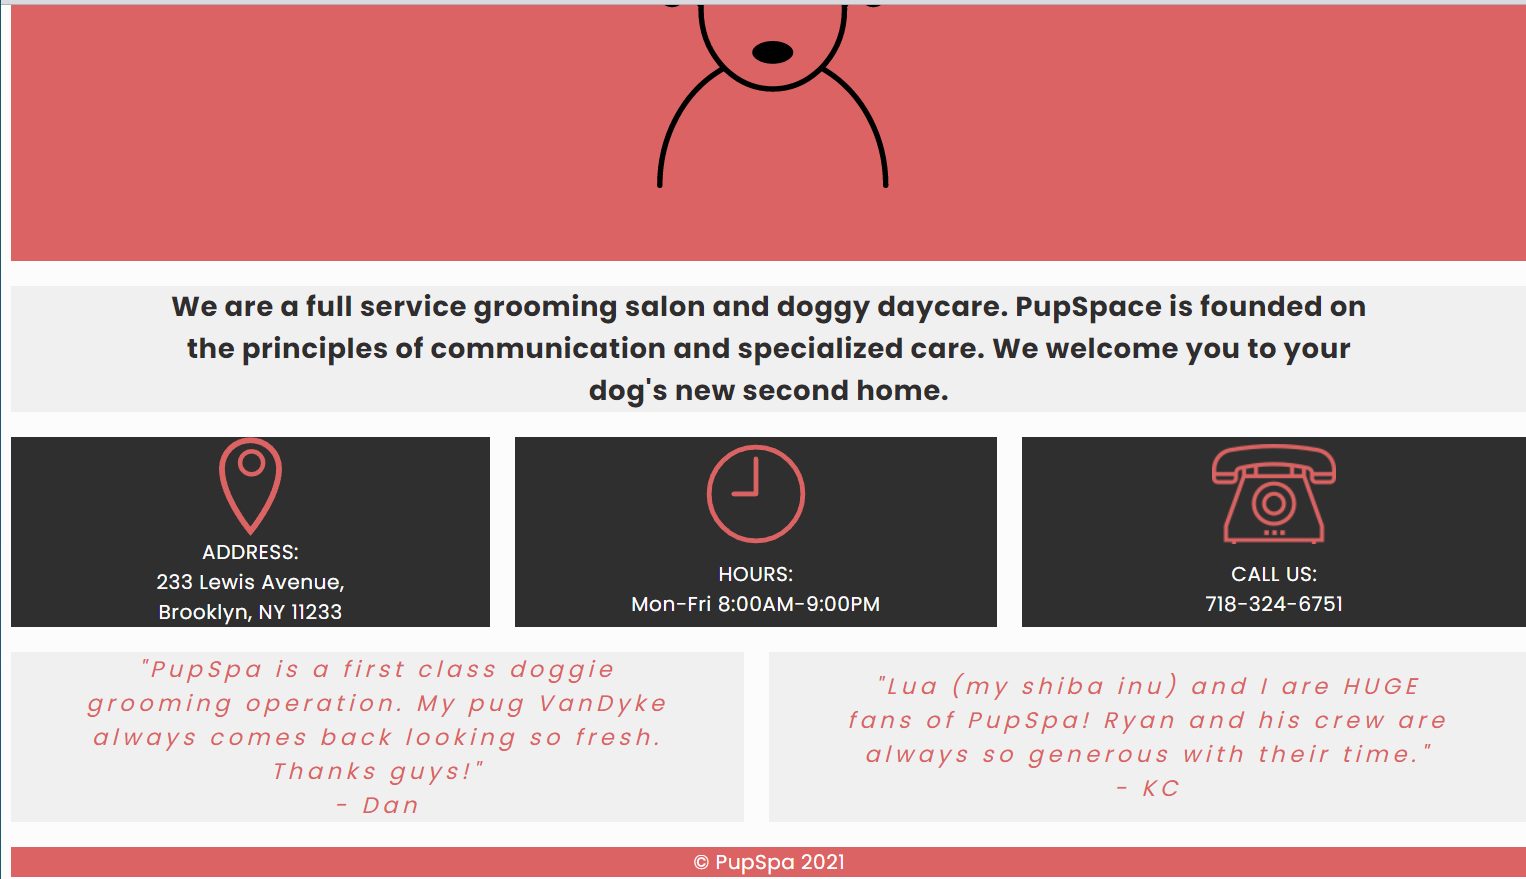 We are a full service grooming salon and doggy daycare. PupSpace is founded on
the principles of communication and specialized care. We welcome you to your
dog's new second home.
ADDRESS:
233 Lewis Avenue,
Brooklyn, NY 11233
HOURS:
Mon-Fri 8:00AM-9:00PM
CALL US:
718-324-6751
"PupSpa is a first class doggie
grooming operation. My pug VanDyke
always comes back looking so fresh.
Thanks guys!"
- Dan
"Lua (my shiba inu) and I are HUGE
fans of PupSpa! Ryan and his crew are
always so generous with their time."
- KC
© PupSpa 2021